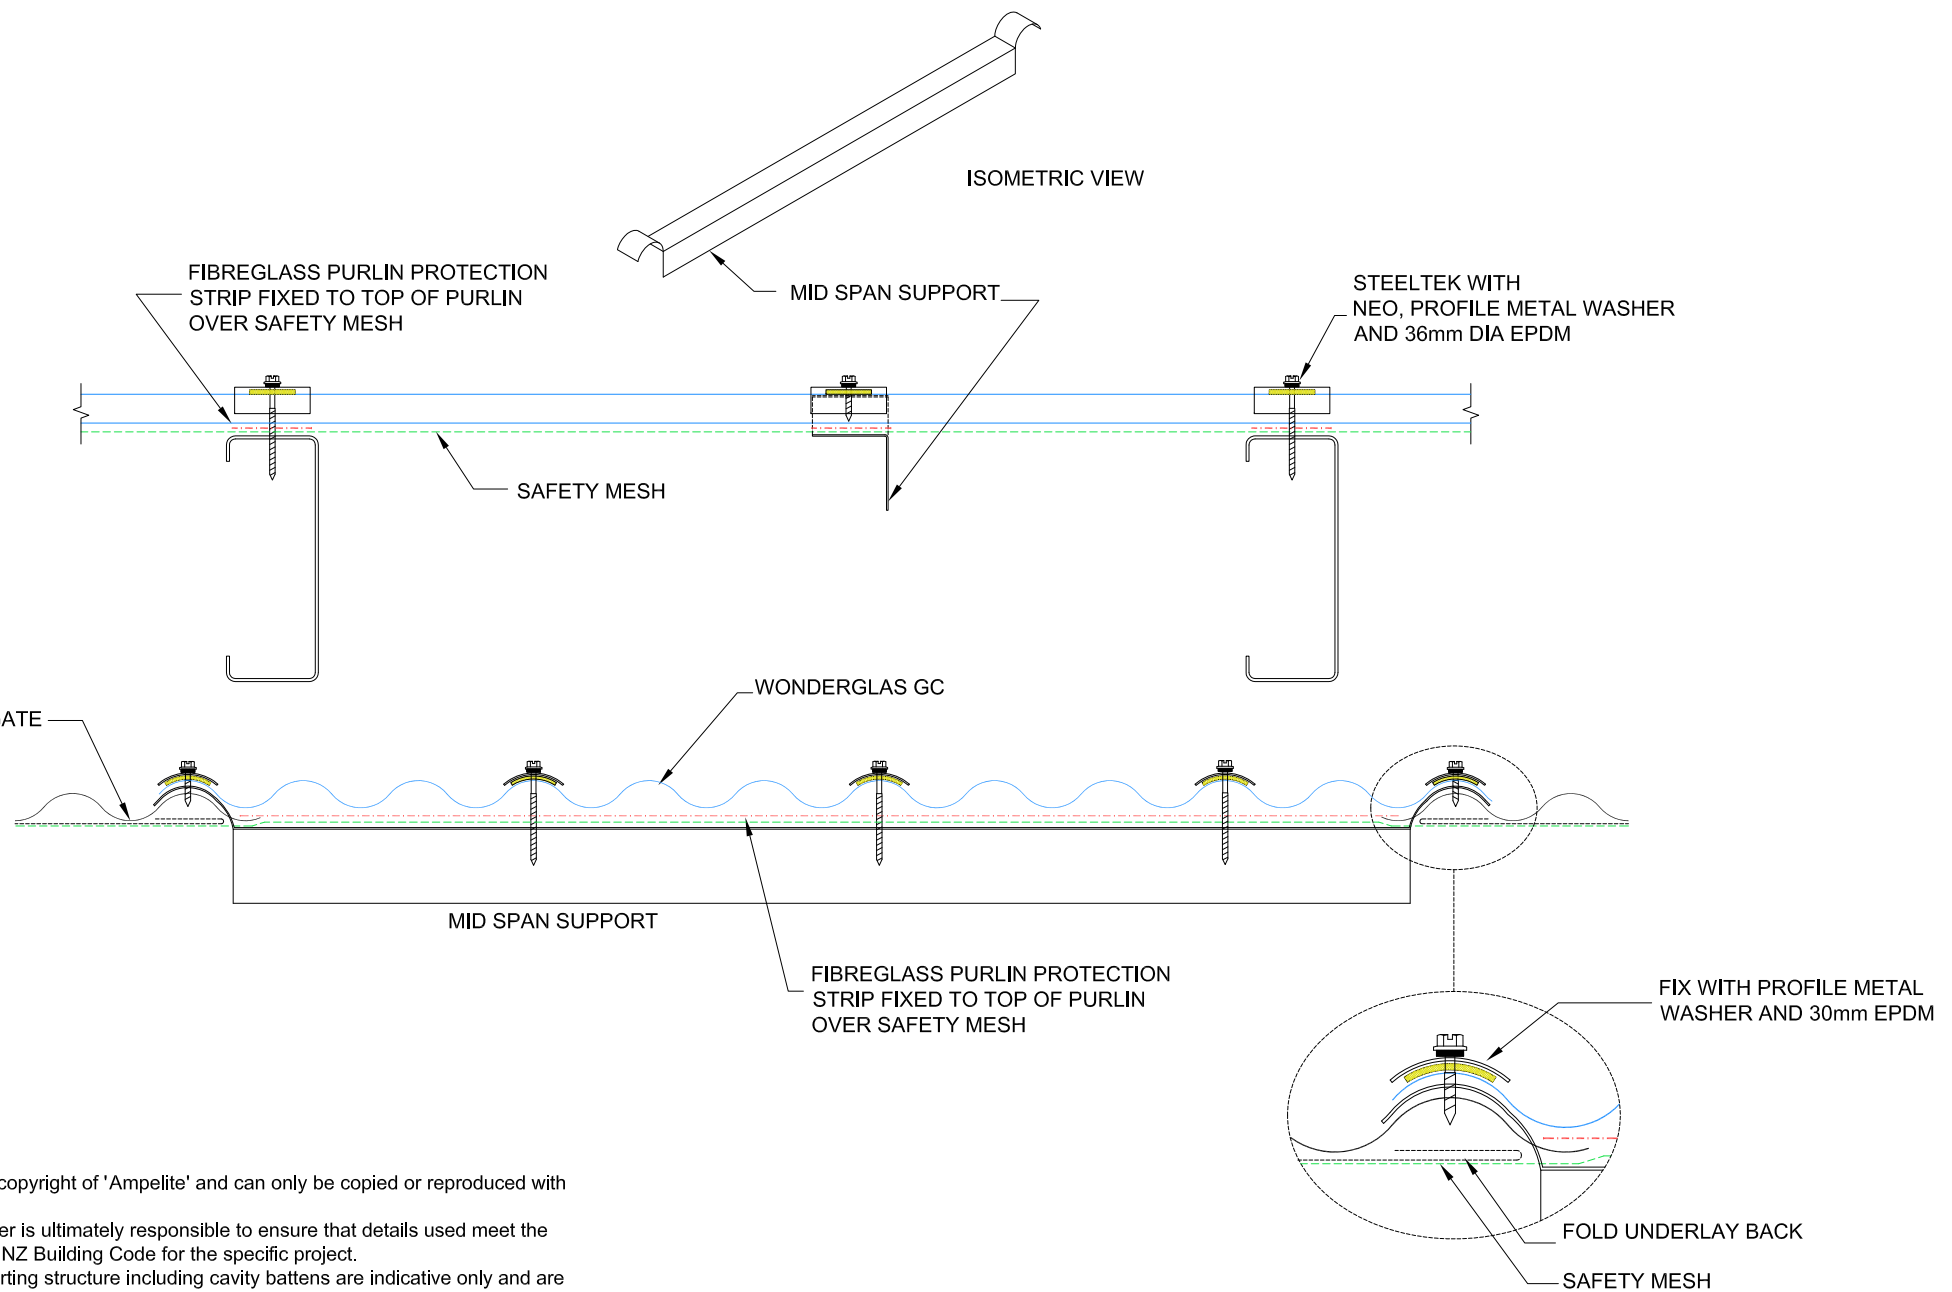 ISOMETRIC VIEW
FIBREGLASS PURLIN PROTECTION
STRIP FIXED TO TOP OF PURLIN
OVER SAFETY MESH
MID SPAN SUPPORT
STEELTEK WITH
NEO, PROFILE METAL WASHER
AND 36mm DIA EPDM
SAFETY MESH
WONDERGLAS GC
ATE
MID SPAN SUPPORT
FIBREGLASS PURLIN PROTECTION
STRIP FIXED TO TOP OF PURLIN
OVER SAFETY MESH
FIX WITH PROFILE METAL
WASHER AND 30mm EPDM
FOLD UNDERLAY BACK
SAFETY MESH
copyright of 'Ampelite' and can only be copied or reproduced with
er is ultimately responsible to ensure that details used meet the
NZ Building Code for the specific project.
rting structure including cavity battens are indicative only and are